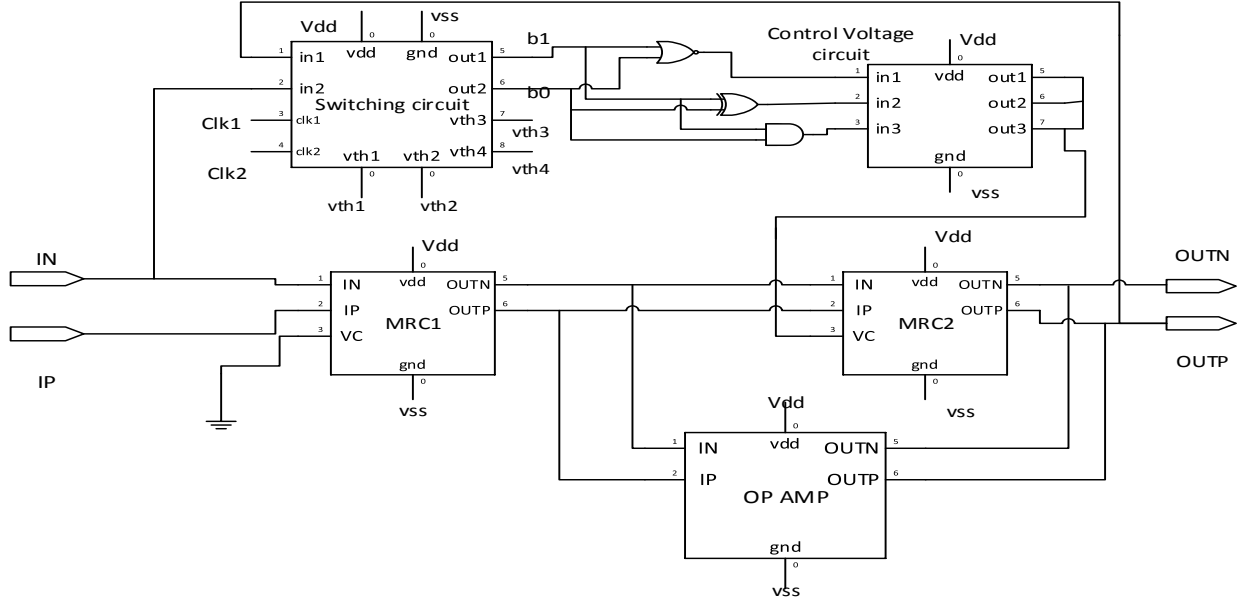 Vdd
vss
0
0
vdd
gnd
1
in1
out1
5
b1
2
in2
out2
6
b0
Switching circuit
Clk1
3
clk1
vth3
7
vth3
Clk2
4
clk2
vth1
vth2
vth4
8
vth4
0
0
vth1
vth2
Control Voltage
circuit
Vdd
0
vdd
1
in1
out1
5
2
in2
out2
6
3
in3
out3
7
gnd
0
vss
IN
IP
Vdd
0
vdd
1
IN
OUTN
5
2
IP
OUTP
6
MRC1
3
VC
gnd
0
vss
Vdd
0
vdd
1
IN
OUTN
5
2
IP
OUTP
6
MRC2
3
VC
gnd
0
vss
OUTN
OUTP
Vdd
0
vdd
1
IN
OUTN
5
2
IP
OUTP
6
OP AMP
gnd
0
vss